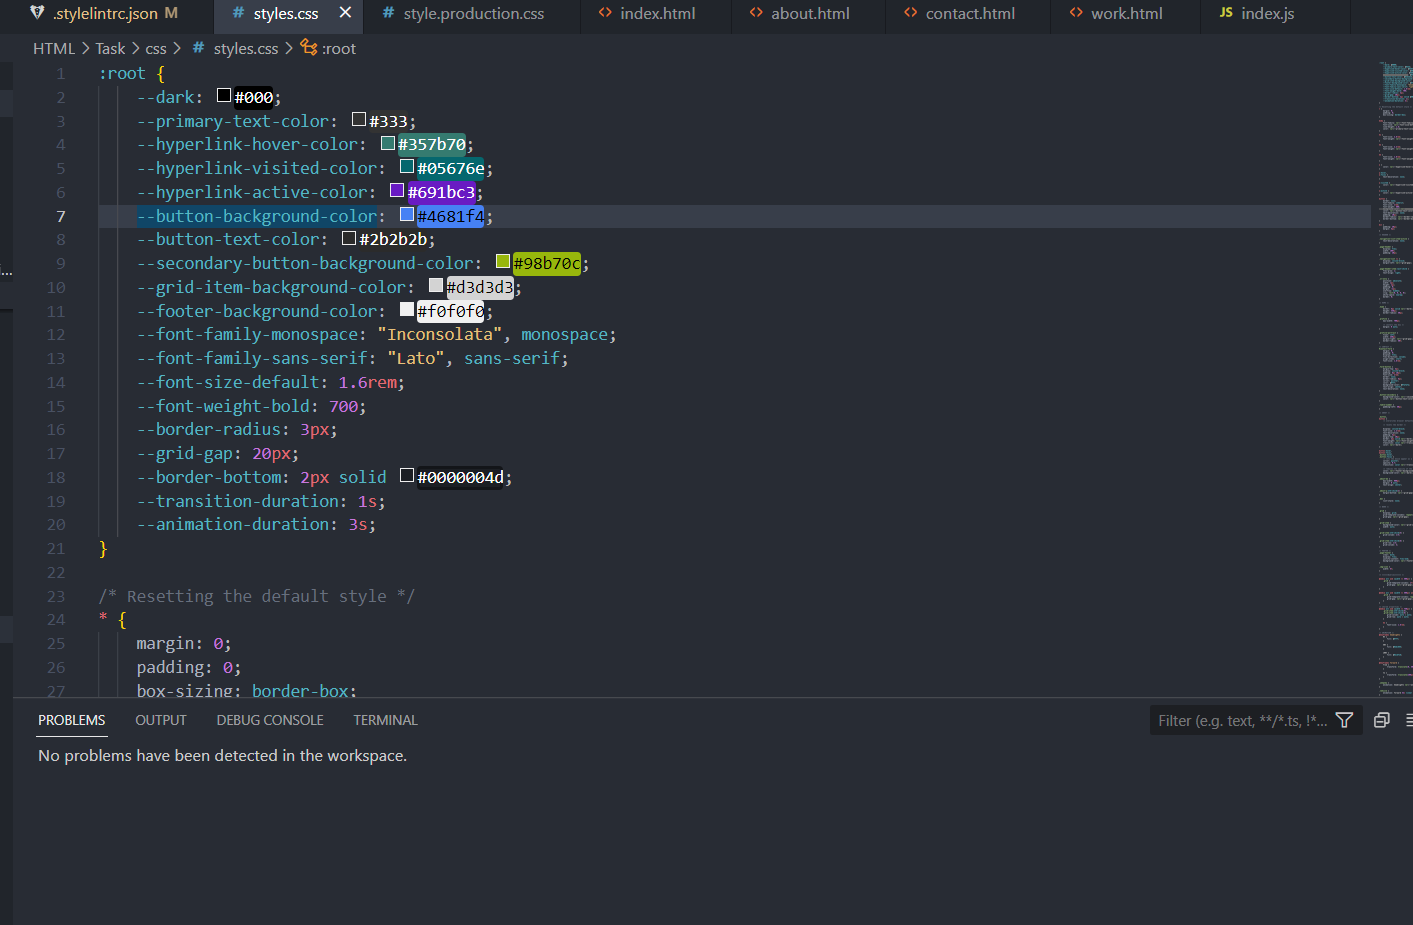 .stylelintrc.json M # styles.css # style.production.css <> index.html <> about.html <> contact.html <> work.html JS index.js
HTML > Task > css > # styles.css > :root
1 :root {
2 --dark: #000;
3 --primary-text-color: #333;
4 --hyperlink-hover-color: #357b70;
5 --hyperlink-visited-color: #05676e;
6 --hyperlink-active-color: #691bc3;
7 --button-background-color: #4681f4;
8 --button-text-color: #2b2b2b;
9 --secondary-button-background-color: #98b70c;
10 --grid-item-background-color: #d3d3d3;
11 --footer-background-color: #f0f0f0;
12 --font-family-monospace: "Inconsolata", monospace;
13 --font-family-sans-serif: "Lato", sans-serif;
14 --font-size-default: 1.6rem;
15 --font-weight-bold: 700;
16 --border-radius: 3px;
17 --grid-gap: 20px;
18 --border-bottom: 2px solid #0000004d;
19 --transition-duration: 1s;
20 --animation-duration: 3s;
21 }
22
23 /* Resetting the default style */
24 * {
25 margin: 0;
26 padding: 0;
27 box-sizing: border-box;
PROBLEMS OUTPUT DEBUG CONSOLE TERMINAL Filter (e.g. text, **/*.ts, !*...
No problems have been detected in the workspace.